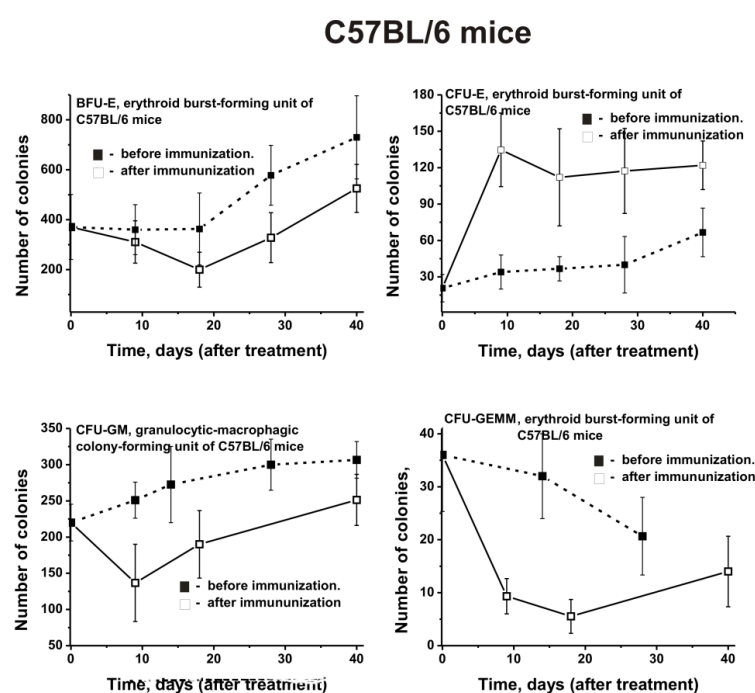 C57BL/6 mice
BFU-E, erythroid burst-forming unit of
C57BL/6 mice
- before immunization.
- after immununization
Number of colonies
800
600
400
200
0 10 20 30 40
Time, days (after treatment)
CFU-E, erythroid burst-forming unit of
C57BL/6 mice
- before immunization.
- after immununization
Number of colonies
180
150
120
90
60
30
0 10 20 30 40
Time, days (after treatment)
CFU-GM, granulocytic-macrophagic
colony-forming unit of C57BL/6 mice
- before immunization.
- after immununization
Number of colonies
350
300
250
200
150
100
50
0 10 20 30 40
Time, days (after treatment)
CFU-GEMM, erythroid burst-forming unit of
C57BL/6 mice
- before immunization.
- after immununization
Number of colonies,
40
30
20
10
0
0 10 20 30 40
Time, days (after treatment)